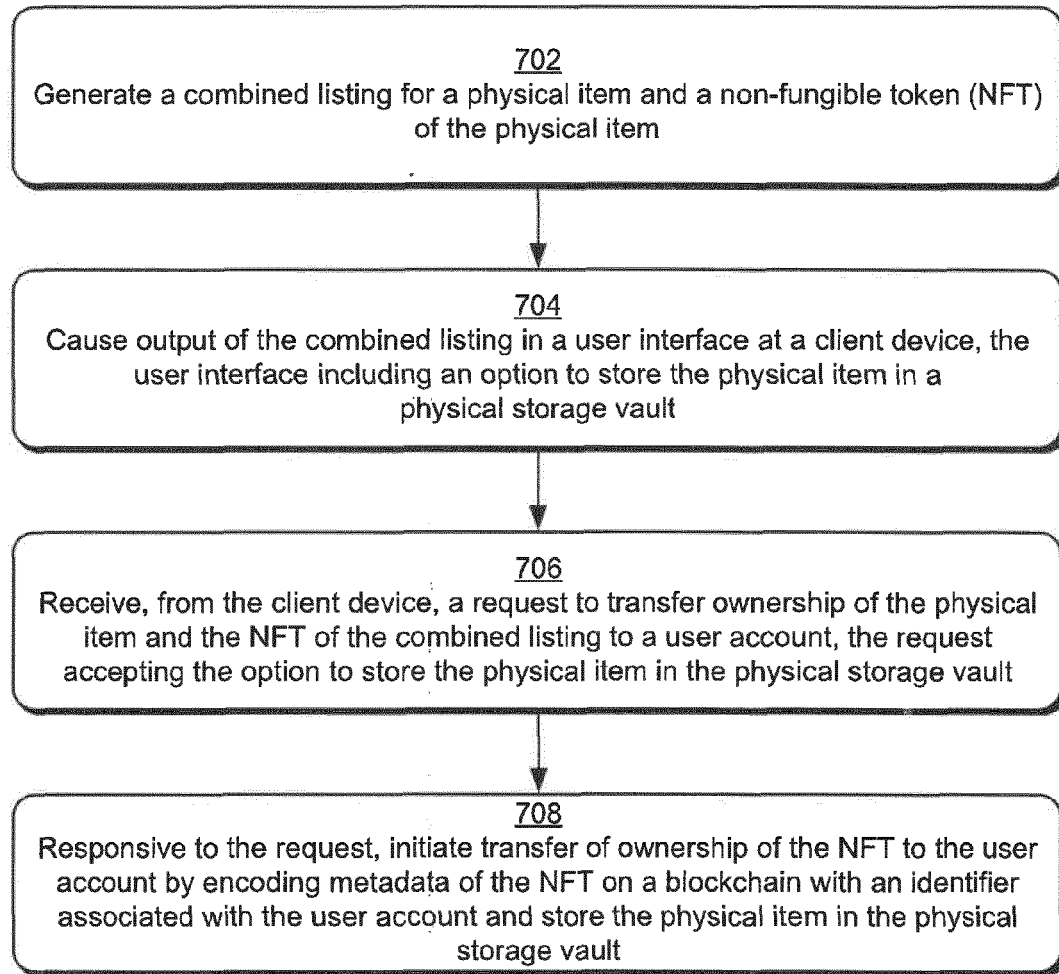 702
Generate a combined listing for a physical item and a non-fungible token (NFT)
of the physical item
704
Cause output of the combined listing in a user interface at a client device, the
user interface including an option to store the physical item in a
physical storage vault
706
Receive, from the client device, a request to transfer ownership of the physical
item and the NFT of the combined listing to a user account, the request
accepting the option to store the physical item in the physical storage vault
708
Responsive to the request, initiate transfer of ownership of the NFT to the user
account by encoding metadata of the NFT on a blockchain with an identifier
associated with the user account and store the physical item in the physical
storage vault